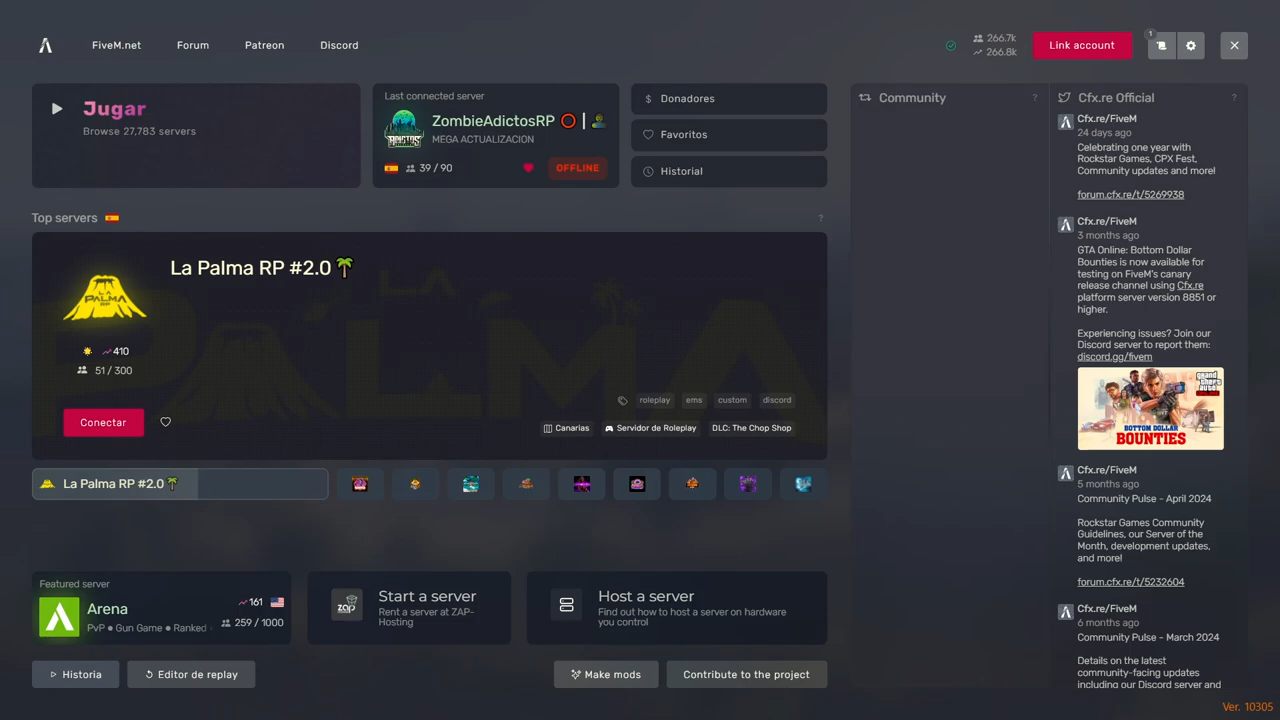 FiveM.net
Forum
Patreon
Discord
266.7k
266.8k
Link account
1
Jugar
Browse 27,783 servers
Last connected server
ZombieAdictosRP ⭕ |
MEGA ACTUALIZACION
39 / 90
OFFLINE
$ Donadores
Favoritos
Historial
Top servers
?
LA PALMA RP
La Palma RP #2.0🌴
410
51 / 300
Conectar
roleplay
ems
custom
discord
Canarias
Servidor de Roleplay
DLC: The Chop Shop
La Palma RP #2.0🌴
Featured server
Arena
PvP ● Gun Game ● Ranked
161
259 / 1000
ZAP
Start a server
Rent a server at ZAP-
Hosting
Host a server
Find out how to host a server on hardware
you control
Historia
Editor de replay
Make mods
Contribute to the project
Community
?
Cfx.re Official
?
Cfx.re/FiveM
24 days ago
Celebrating one year with
Rockstar Games, CPX Fest,
Community updates and more!
forum.cfx.re/t/5269938
Cfx.re/FiveM
3 months ago
GTA Online: Bottom Dollar
Bounties is now available for
testing on FiveM's canary
release channel using Cfx.re
platform server version 8851 or
higher.
Experiencing issues? Join our
Discord server to report them:
discord.gg/fivem
grand theft auto
BOTTOM DOLLAR
BOUNTIES
Cfx.re/FiveM
5 months ago
Community Pulse - April 2024
Rockstar Games Community
Guidelines, our Server of the
Month, development updates,
and more!
forum.cfx.re/t/5232604
Cfx.re/FiveM
6 months ago
Community Pulse - March 2024
Details on the latest
community-facing updates
including our Discord server and
Ver. 10305